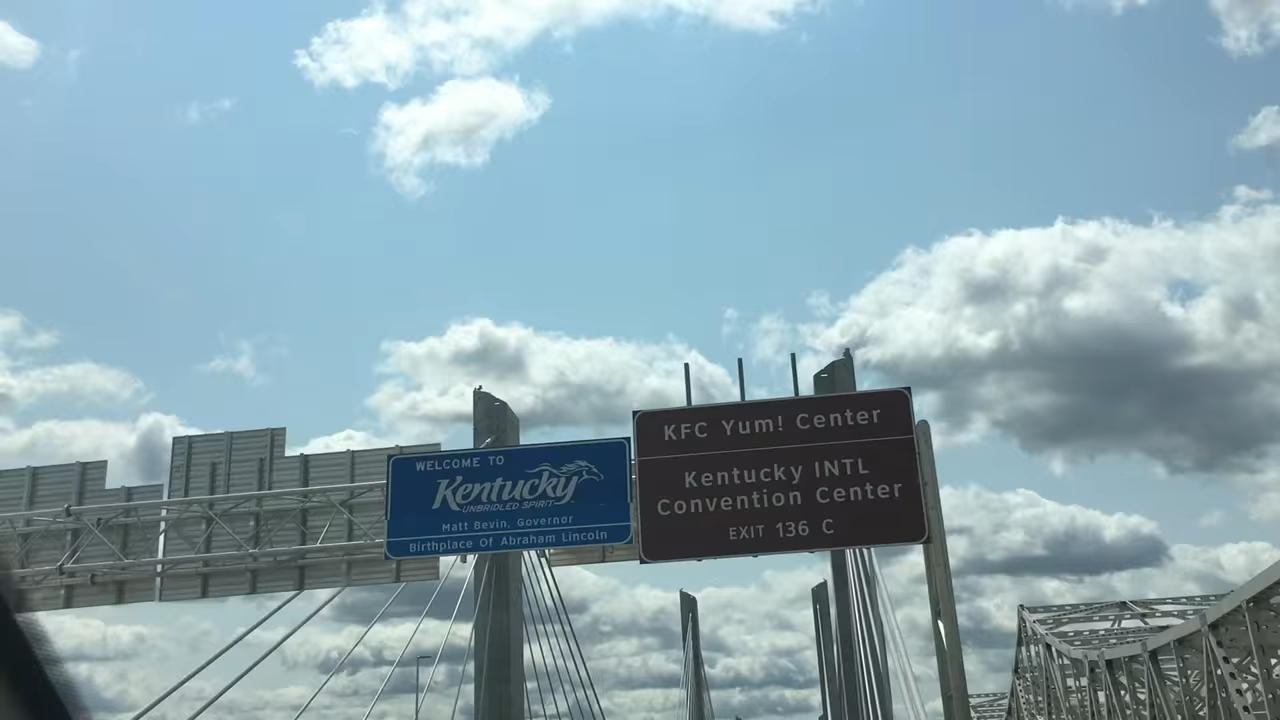 WELCOME TO
Kentucky
UNBRIDLED SPIRIT
Matt Bevin, Governor
Birthplace Of Abraham Lincoln
KFC Yum! Center
Kentucky INTL
Convention Center
EXIT 136 C